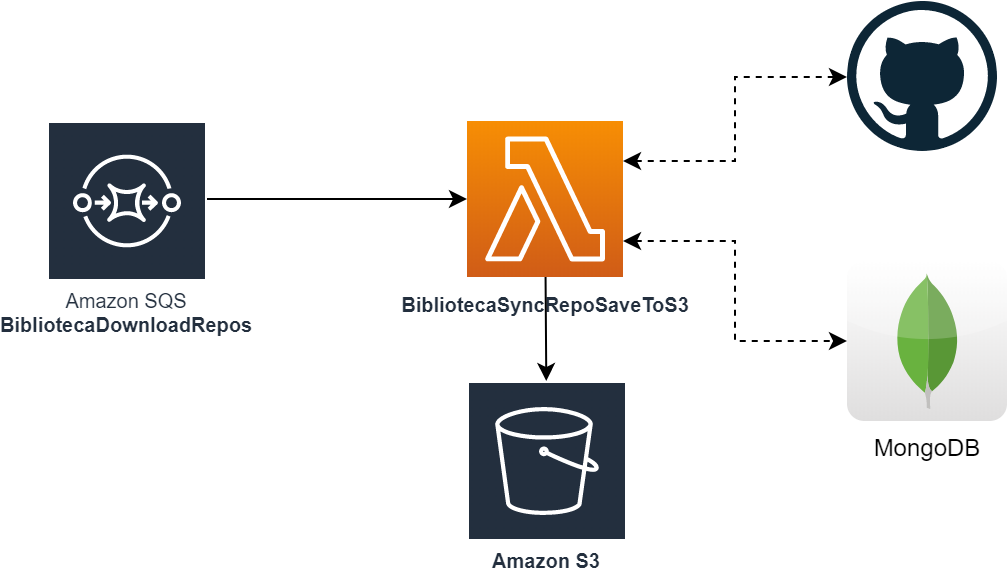 Amazon SQS
BibliotecaDownloadRepos
BibliotecaSyncRepoSaveToS3
MongoDB
Amazon S3